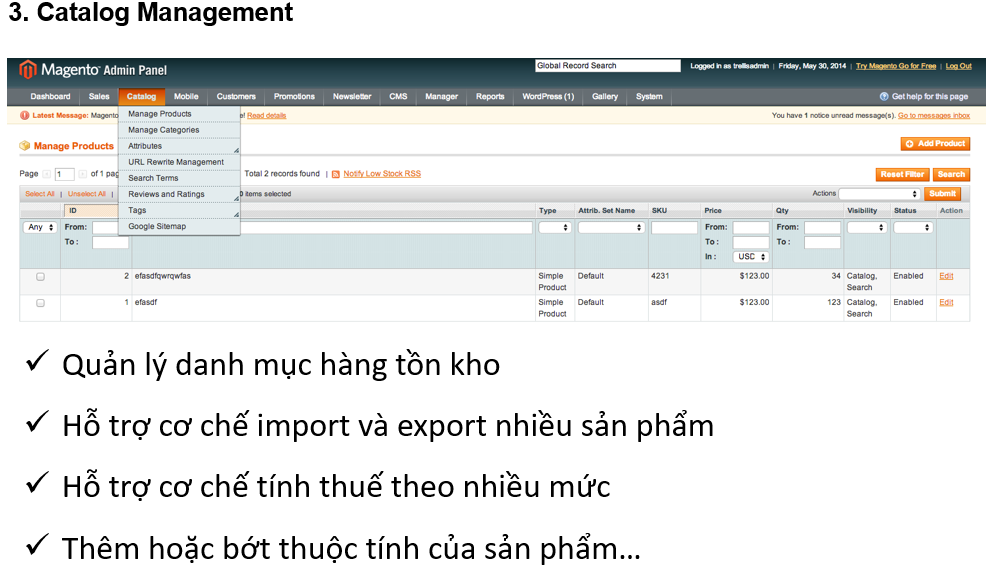 3. Catalog Management
Magento Admin Panel
Global Record Search
Logged in as trellisadmin | Friday, May 30, 2014 | Try Magento Go for Free | Log Out
Dashboard Sales Catalog Mobile Customers Promotions Newsletter CMS Manager Reports WordPress (1) Gallery System Get help for this page
Latest Message: Magento e! Read details You have 1 notice unread message(s). Go to messages inbox
Manage Products
Manage Categories
Attributes
URL Rewrite Management
Search Terms
Reviews and Ratings
Tags
Google Sitemap
Manage Products Add Product
Page 1 of 1 pag Total 2 records found | Notify Low Stock RSS Reset Filter Search
Select All | Unselect All | 0 items selected Actions Submit
ID Type Attrib. Set Name SKU Price Qty Visibility Status Action
Any From: From: From:
To : To : To :
In : USD
2 efasdfqwrqwfas Simple Product Default 4231 $123.00 34 Catalog, Search Enabled Edit
1 efasdf Simple Product Default asdf $123.00 123 Catalog, Search Enabled Edit
✓ Quản lý danh mục hàng tồn kho
✓ Hỗ trợ cơ chế import và export nhiều sản phẩm
✓ Hỗ trợ cơ chế tính thuế theo nhiều mức
✓ Thêm hoặc bớt thuộc tính của sản phẩm...